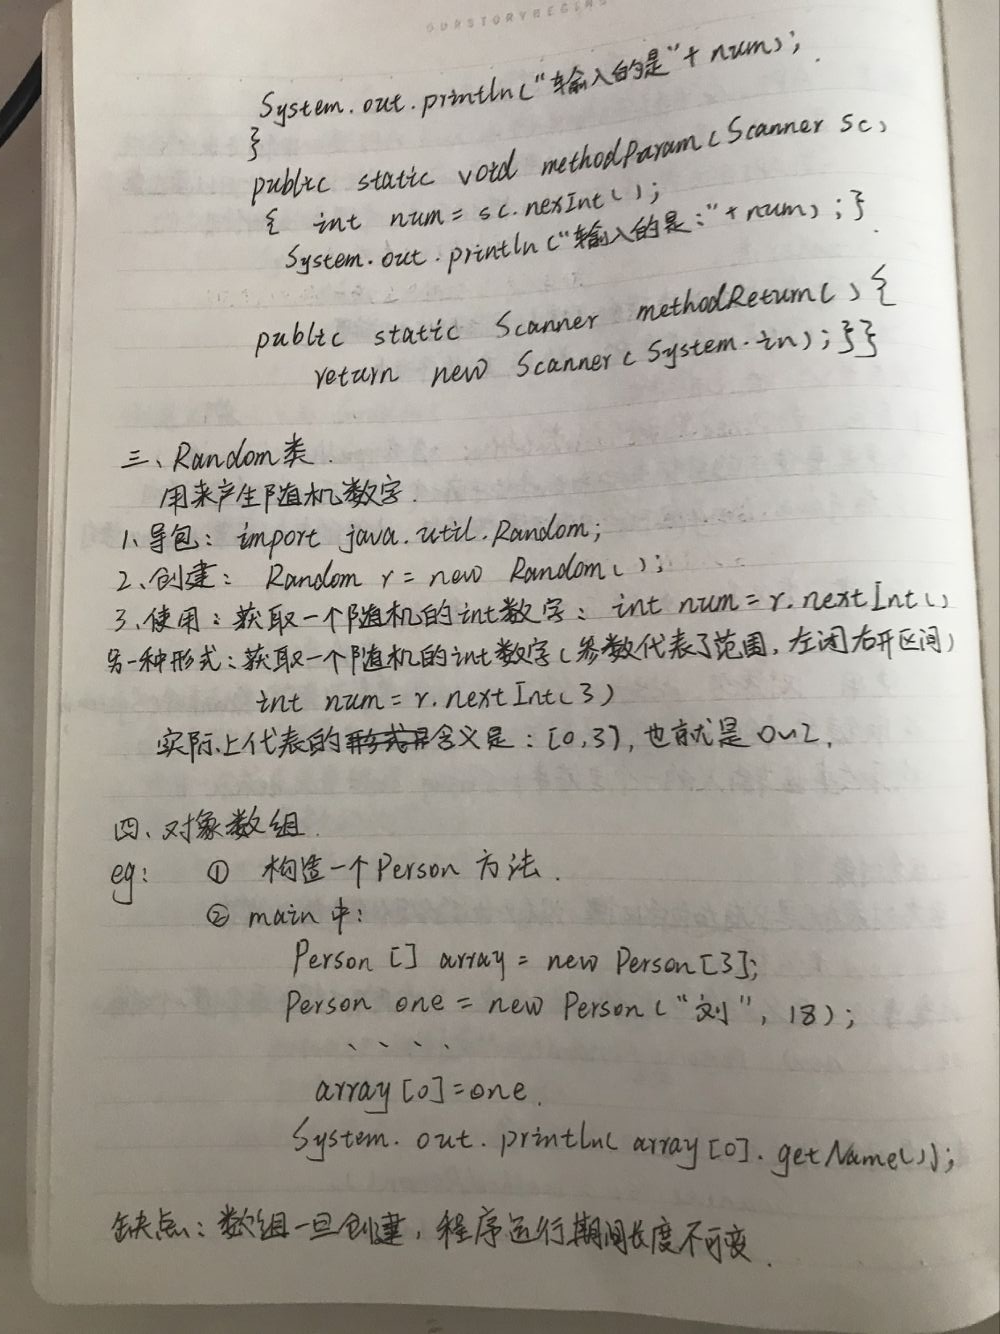 OURSTORYBEGINS
System.out.println("输入的是"+num);
}
public static void methodParam(Scanner sc)
{ int num = sc.nexInt();
System.out.println("输入的是:"+num);}
public static Scanner methodReturn(){
return new Scanner(System.in);}}
三、Random类.
用来产生随机数字.
1、导包: import java.util.Random;
2、创建: Random r = new Random();
3、使用:获取一个随机的int数字: int num = r.nextInt()
另一种形式:获取一个随机的int数字(参数代表了范围,左闭右开区间)
int num = r.nextInt(3)
实际上代表的含义是:[0,3),也就是0~2.
四、对象数组.
eg: ① 构造一个Person方法.
② main中:
Person [] array = new Person[3];
Person one = new Person("刘", 18);
、、、、
array[0]=one.
System.out.println(array[0].getName());
缺点:数组一旦创建,程序运行期间长度不可变.